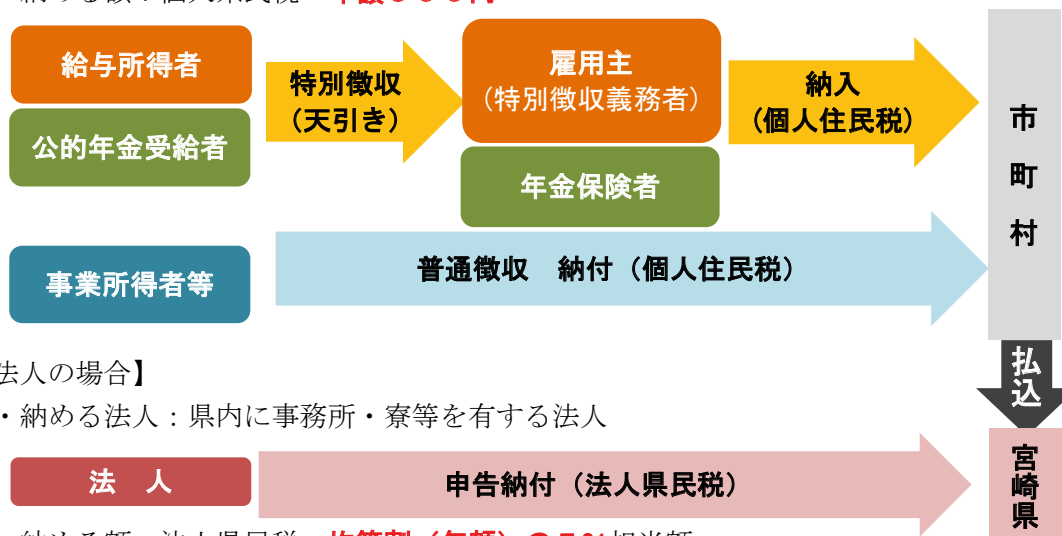 給与所得者
公的年金受給者
特別徴収
(天引き)
雇用主
(特別徴収義務者)
年金保険者
納入
(個人住民税)
市町村
事業所得者等
普通徴収 納付(個人住民税)
払込
法人の場合】
・納める法人:県内に事務所・寮等を有する法人
法 人
申告納付(法人県民税)
宮崎県